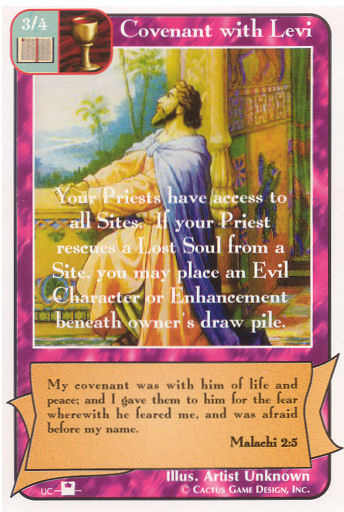 3/4
Covenant with Levi
Your Priests have access to
all Sites. If your Priest
rescues a Lost Soul from a
Site, you may place an Evil
Character or Enhancement
beneath owner's draw pile.
My covenant was with him of life and
peace; and I gave them to him for the fear
wherewith he feared me, and was afraid
before my name.
Malachi 2:5
Illus. Artist Unknown
UC
© Cactus Game Design, Inc.